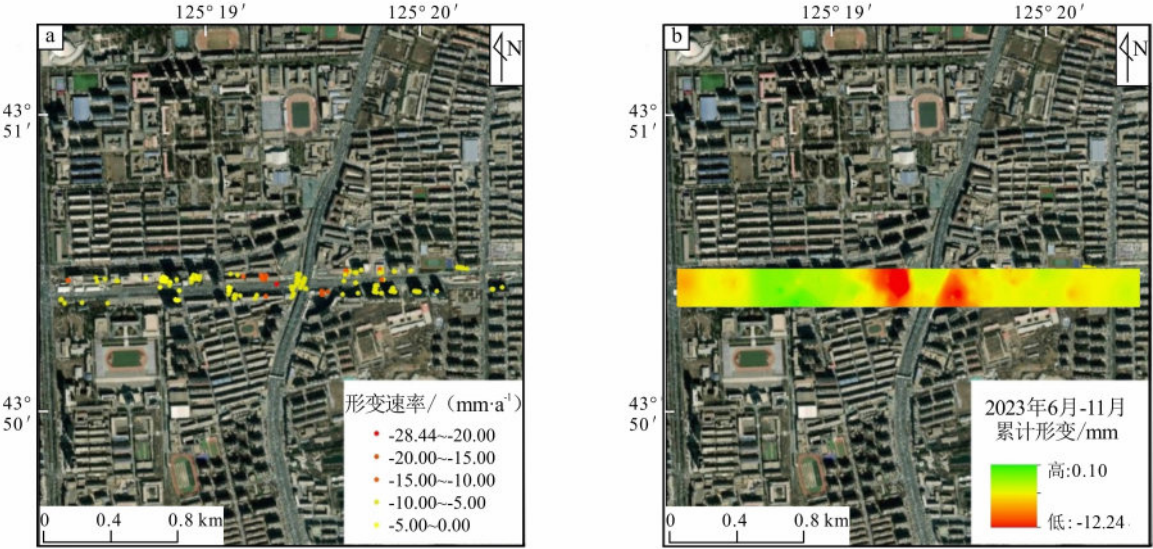 125° 19′ 125° 20′
a
N
43°
51′
43°
50′
形变速率/（mm·a⁻¹）
-28.44~-20.00
-20.00~-15.00
-15.00~-10.00
-10.00~-5.00
-5.00~0.00
0 0.4 0.8 km
125° 19′ 125° 20′
b
N
43°
51′
43°
50′
2023年6月-11月
累计形变/mm
高:0.10
低: -12.24
0 0.4 0.8 km